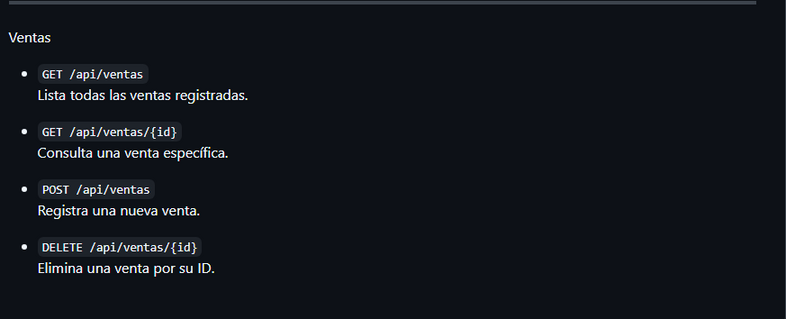 Ventas
GET /api/ventas
Lista todas las ventas registradas.
GET /api/ventas/{id}
Consulta una venta específica.
POST /api/ventas
Registra una nueva venta.
DELETE /api/ventas/{id}
Elimina una venta por su ID.